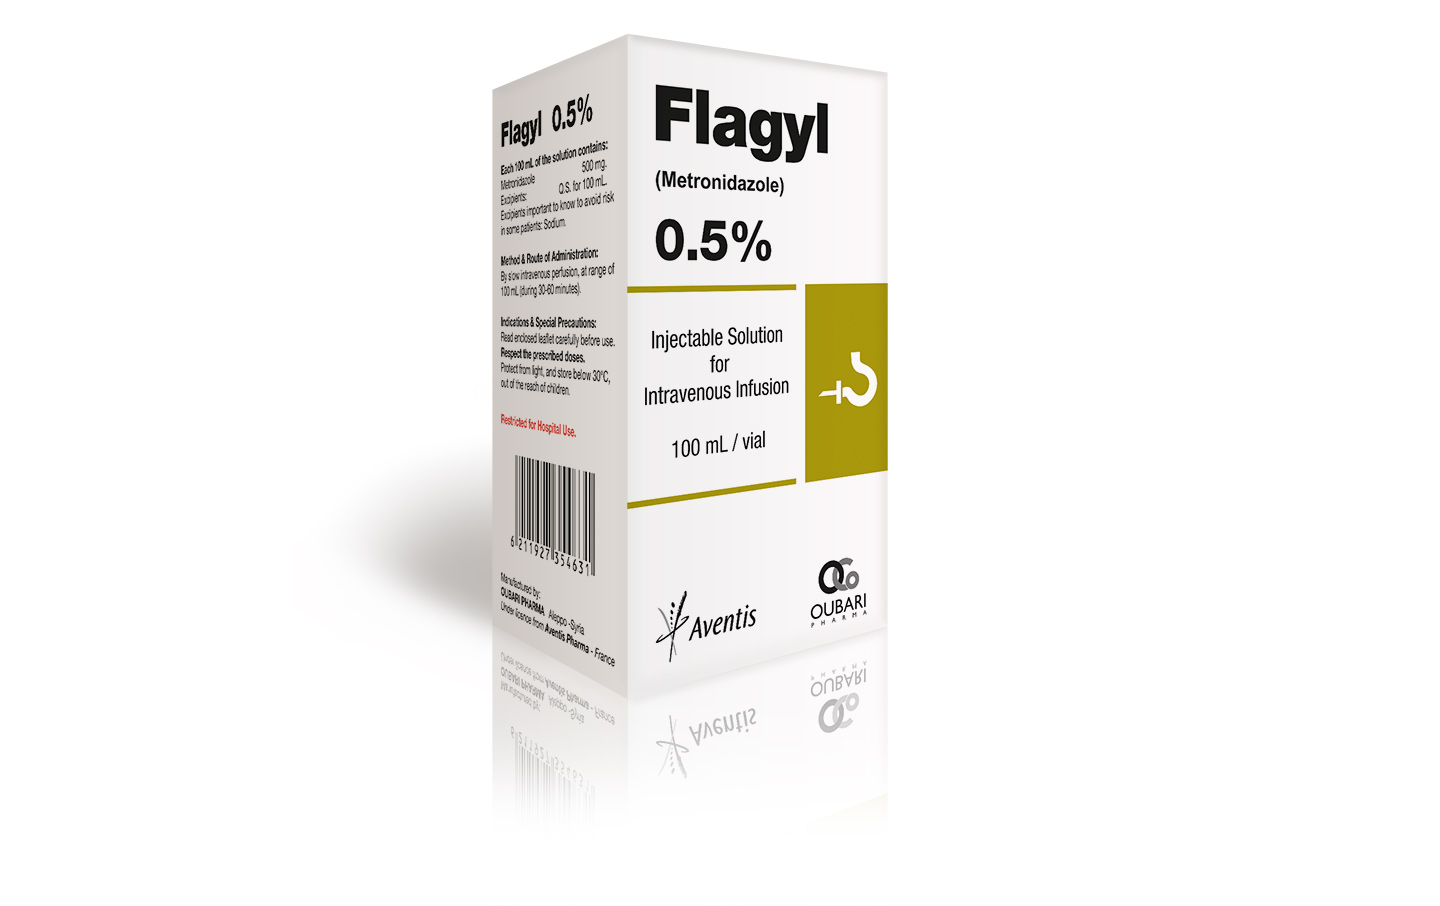 Flagyl 0.5%
Each 100 mL of the solution contains:
Metronidazole 500 mg.
Excipients: Q.S. for 100 mL.
Excipients important to know to avoid risk
in some patients: Sodium.
Method & Route of Administration:
By slow intravenous perfusion, at range of
100 mL (during 30-60 minutes).
Indications & Special Precautions:
Read enclosed leaflet carefully before use.
Respect the prescribed doses.
Protect from light, and store below 30°C,
out of the reach of children.
Restricted for Hospital Use.
6 211927 354631
Manufactured by:
OUBARI PHARMA Aleppo -Syria
Under licence from Aventis Pharma - France
Flagyl
(Metronidazole)
0.5%
Injectable Solution
for
Intravenous Infusion
100 mL / vial
Aventis
OCo
OUBARI
PHARMA